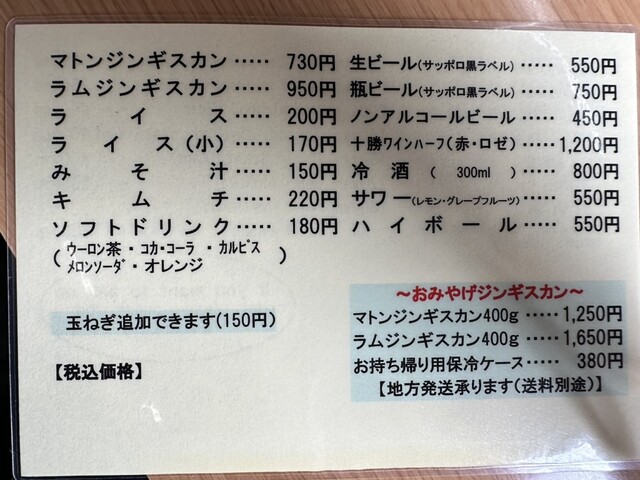 マトンジンギスカン ····· 730円
ラムジンギスカン ····· 950円
ライス ····· 200円
ライス(小) ····· 170円
みそ汁 ····· 150円
キムチ ····· 220円
ソフトドリンク ····· 180円
(ウーロン茶・コカ・コーラ・カルピス
メロンソーダ・オレンジ)
玉ねぎ追加できます(150円)
【税込価格】
生ビール(サッポロ黒ラベル) ····· 550円
瓶ビール(サッポロ黒ラベル) ····· 750円
ノンアルコールビール ····· 450円
十勝ワインハーフ(赤・ロゼ) ····· 1,200円
冷酒(300ml) ····· 800円
サワー(レモン・グレープフルーツ) ····· 550円
ハイボール ····· 550円
～おみやげジンギスカン～
マトンジンギスカン400g ····· 1,250円
ラムジンギスカン400g ····· 1,650円
お持ち帰り用保冷ケース ····· 380円
【地方発送承ります(送料別途)】